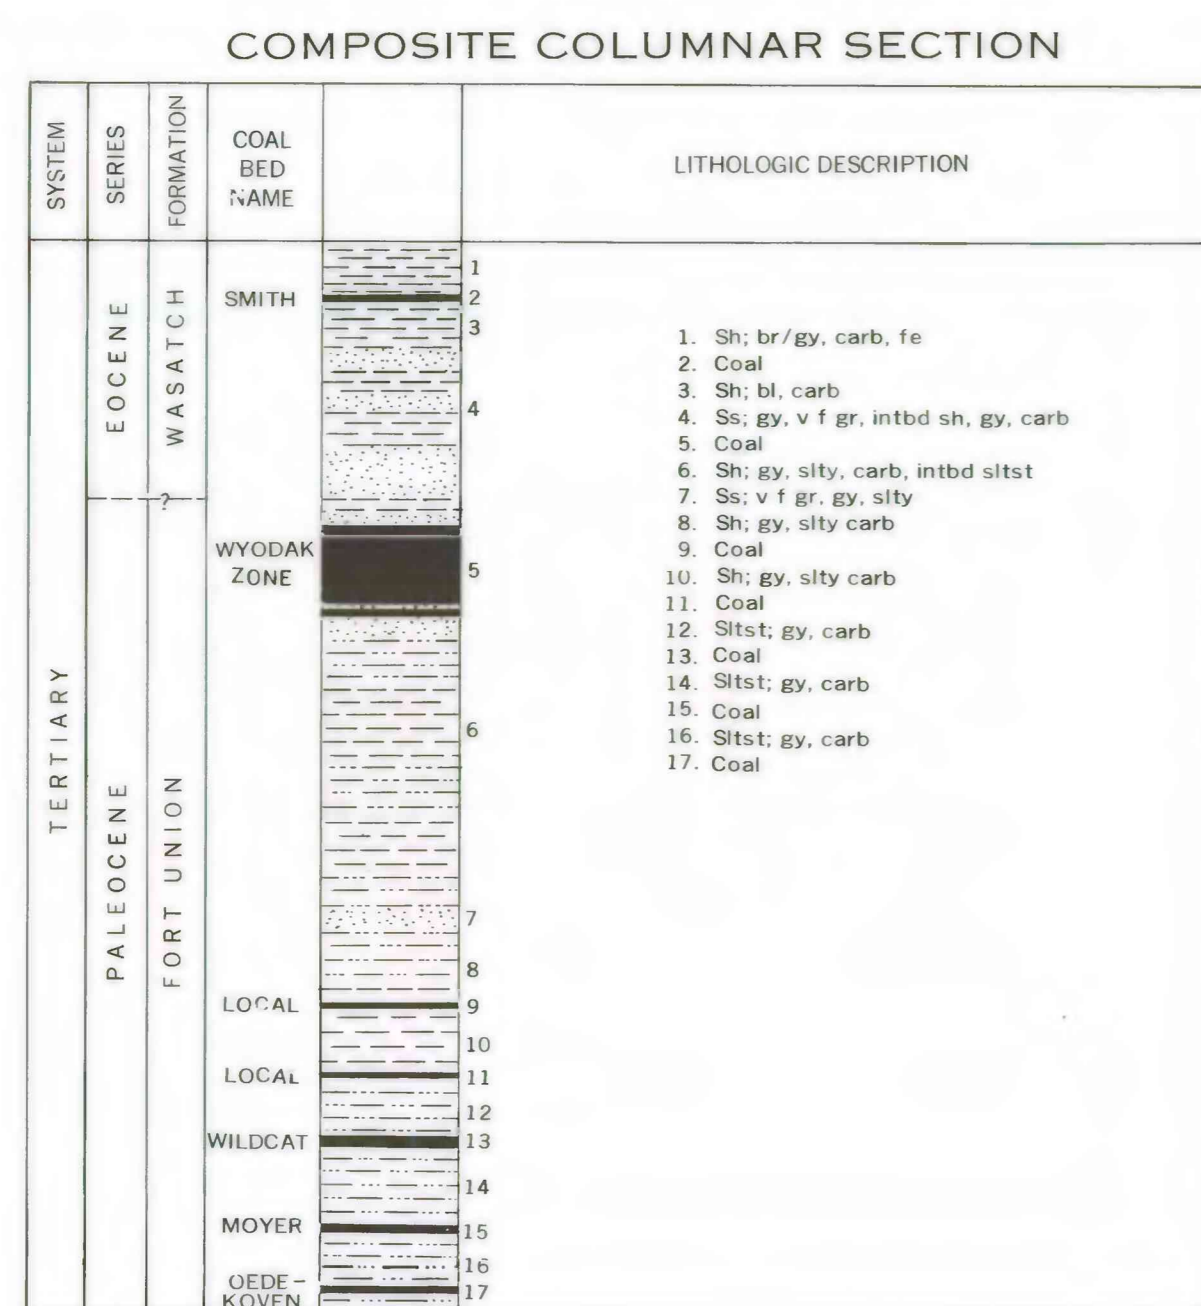 COMPOSITE COLUMNAR SECTION
SYSTEM
SERIES
FORMATION
COAL
BED
NAME
LITHOLOGIC DESCRIPTION
TERTIARY
EOCENE
PALEOCENE
WASATCH
?
FORT UNION
SMITH
WYODAK
ZONE
LOCAL
LOCAL
WILDCAT
MOYER
OEDE-
KOVEN
1
2
3
4
5
6
7
8
9
10
11
12
13
14
15
16
17
1. Sh; br/gy, carb, fe
2. Coal
3. Sh; bl, carb
4. Ss; gy, v f gr, intbd sh, gy, carb
5. Coal
6. Sh; gy, slty, carb, intbd sltst
7. Ss; v f gr, gy, slty
8. Sh; gy, slty carb
9. Coal
10. Sh; gy, slty carb
11. Coal
12. Sltst; gy, carb
13. Coal
14. Sltst; gy, carb
15. Coal
16. Sltst; gy, carb
17. Coal